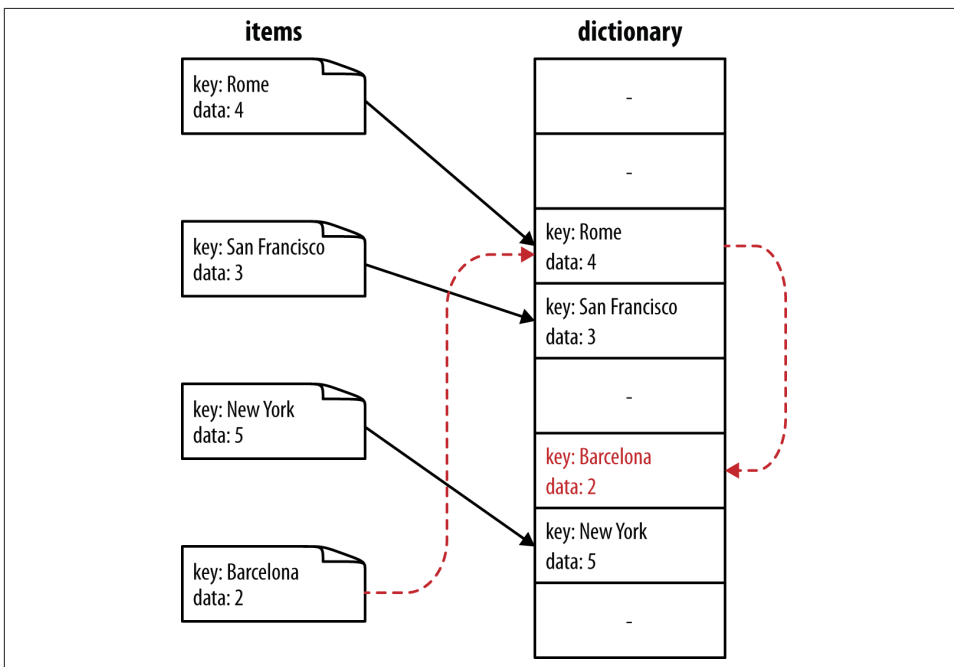 items
key: Rome
data: 4
key: San Francisco
data: 3
key: New York
data: 5
key: Barcelona
data: 2
dictionary
-
-
key: Rome
data: 4
key: San Francisco
data: 3
-
key: Barcelona
data: 2
key: New York
data: 5
-